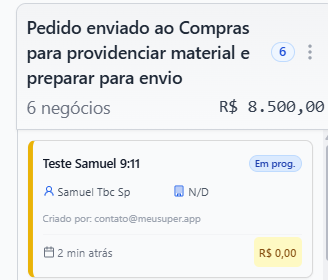 Pedido enviado ao Compras
para providenciar material e
preparar para envio
6
6 negócios
R$ 8.500,00
Teste Samuel 9:11
Em prog.
Samuel Tbc Sp
N/D
Criado por: contato@meusuper.app
2 min atrás
R$ 0,00